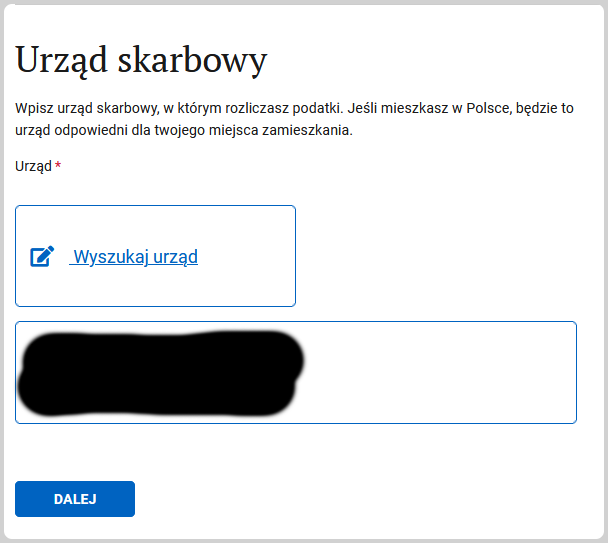 Urząd skarbowy
Wpisz urząd skarbowy, w którym rozliczasz podatki. Jeśli mieszkasz w Polsce, będzie to
urząd odpowiedni dla twojego miejsca zamieszkania.
Urząd *
Wyszukaj urząd
DALEJ